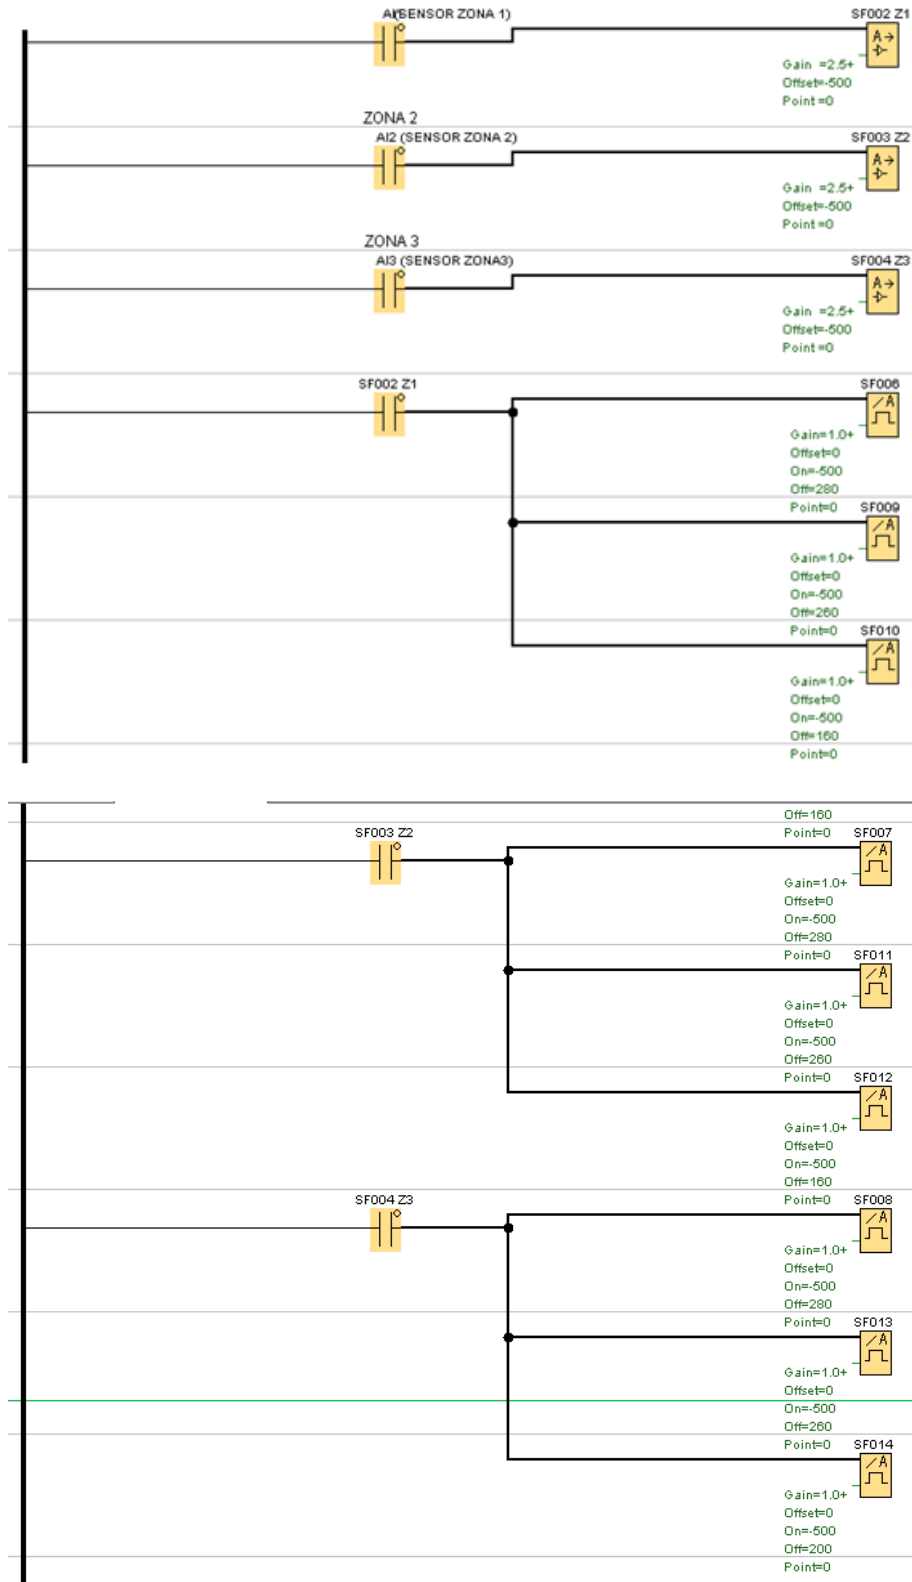 AI(SENSOR ZONA 1)
SF002 Z1
A→
Gain =2.5+
Offset=-500
Point =0
ZONA 2
AI2 (SENSOR ZONA 2)
SF003 Z2
A→
Gain =2.5+
Offset=-500
Point =0
ZONA 3
AI3 (SENSOR ZONA3)
SF004 Z3
A→
Gain =2.5+
Offset=-500
Point =0
SF002 Z1
SF006
/A
Gain=1.0+
Offset=0
On=-500
Off=280
Point=0
SF009
/A
Gain=1.0+
Offset=0
On=-500
Off=260
Point=0
SF010
/A
Gain=1.0+
Offset=0
On=-500
Off=160
Point=0
Off=160
Point=0
SF003 Z2
SF007
/A
Gain=1.0+
Offset=0
On=-500
Off=280
Point=0
SF011
/A
Gain=1.0+
Offset=0
On=-500
Off=260
Point=0
SF012
/A
Gain=1.0+
Offset=0
On=-500
Off=160
Point=0
SF004 Z3
SF008
/A
Gain=1.0+
Offset=0
On=-500
Off=280
Point=0
SF013
/A
Gain=1.0+
Offset=0
On=-500
Off=260
Point=0
SF014
/A
Gain=1.0+
Offset=0
On=-500
Off=200
Point=0